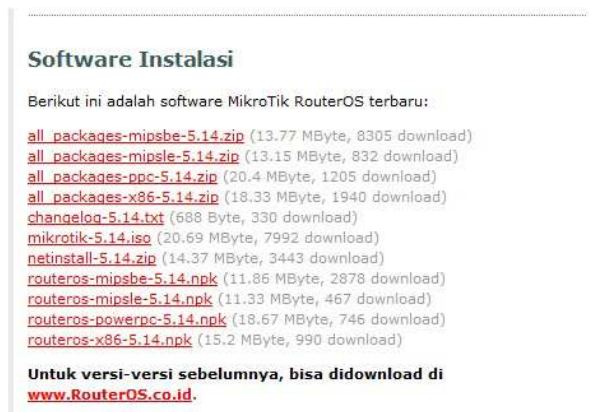 Software Instalasi
Berikut ini adalah software MikroTik RouterOS terbaru:
all_packages-mipsbe-5.14.zip (13.77 MByte, 8305 download)
all_packages-mipsle-5.14.zip (13.15 MByte, 832 download)
all_packages-ppc-5.14.zip (20.4 MByte, 1205 download)
all_packages-x86-5.14.zip (18.33 MByte, 1940 download)
changelog-5.14.txt (688 Byte, 330 download)
mikrotik-5.14.iso (20.69 MByte, 7992 download)
netinstall-5.14.zip (14.37 MByte, 3443 download)
routeros-mipsbe-5.14.npk (11.86 MByte, 2878 download)
routeros-mipsle-5.14.npk (11.33 MByte, 467 download)
routeros-powerpc-5.14.npk (18.67 MByte, 746 download)
routeros-x86-5.14.npk (15.2 MByte, 990 download)
Untuk versi-versi sebelumnya, bisa didownload di
www.RouterOS.co.id.